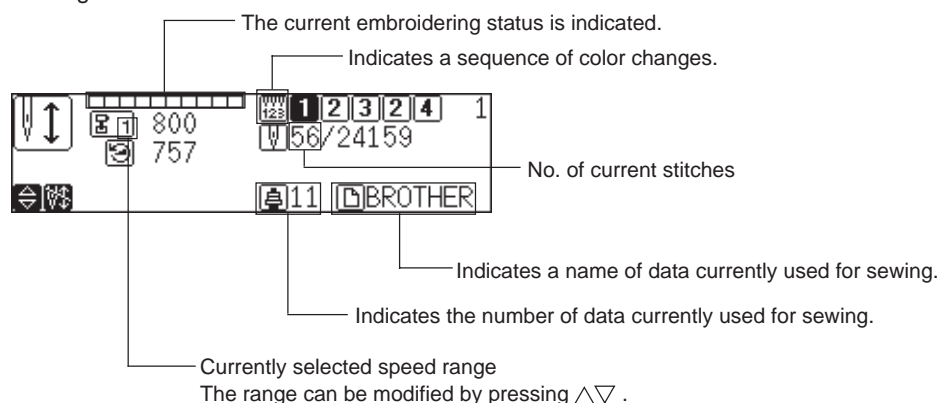 The current embroidering status is indicated.
Indicates a sequence of color changes.
123 1 2 3 2 4 1
1 800
56/24159
757
No. of current stitches
11 BROTHER
Indicates a name of data currently used for sewing.
Indicates the number of data currently used for sewing.
Currently selected speed range
The range can be modified by pressing △▽ .